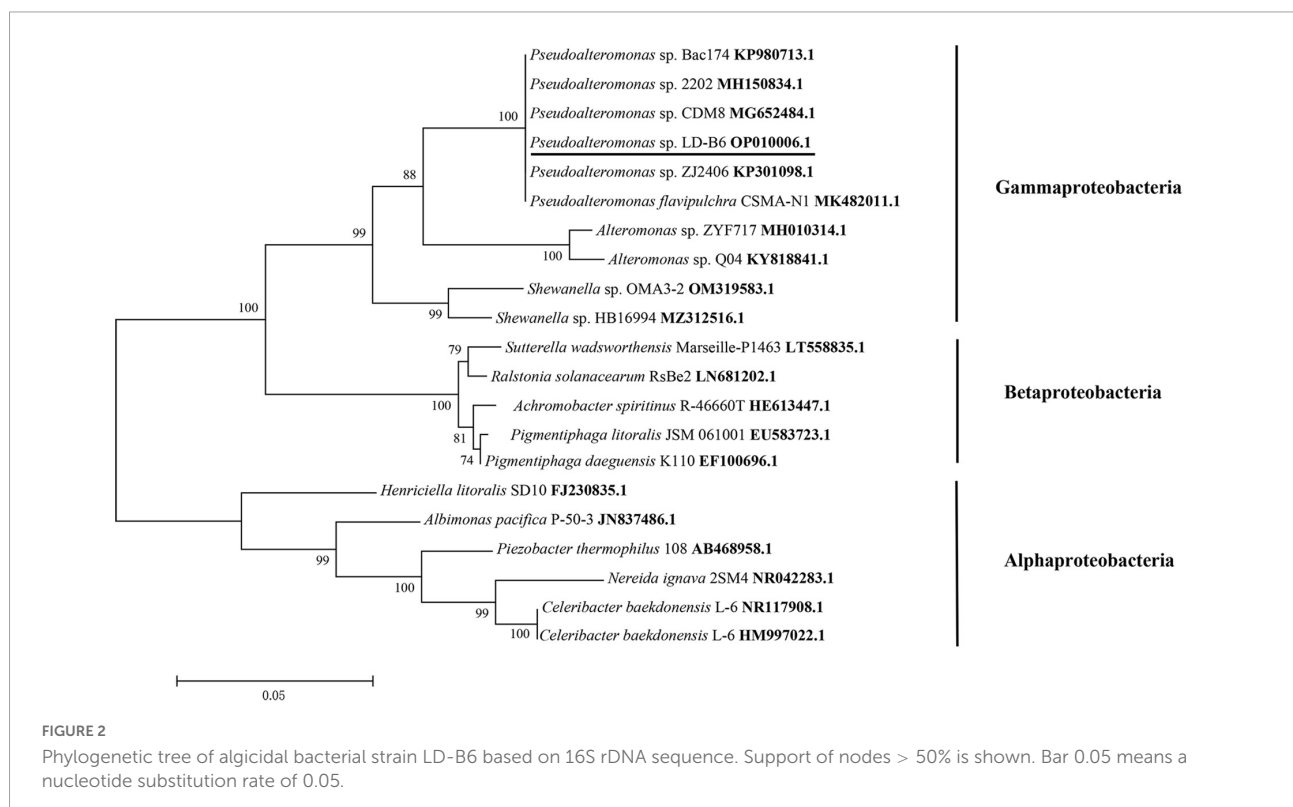 Pseudoalteromonas sp. Bac174 KP980713.1
Pseudoalteromonas sp. 2202 MH150834.1
Pseudoalteromonas sp. CDM8 MG652484.1
100
Pseudoalteromonas sp. LD-B6 OP010006.1
Pseudoalteromonas sp. ZJ2406 KP301098.1
88
Gammaproteobacteria
Pseudoalteromonas flavipulchra CSMA-N1 MK482011.1
Alteromonas sp. ZYF717 MH010314.1
99
100
Alteromonas sp. Q04 KY818841.1
Shewanella sp. OMA3-2 OM319583.1
100
99
Shewanella sp. HB16994 MZ312516.1
79
Sutterella wadsworthensis Marseille-P1463 LT558835.1
Ralstonia solanacearum RsBe2 LN681202.1
Betaproteobacteria
100
Achromobacter spiritinus R-46660T HE613447.1
81
Pigmentiphaga litoralis JSM 061001 EU583723.1
74
Pigmentiphaga daeguensis K110 EF100696.1
Henriciella litoralis SD10 FJ230835.1
Albimonas pacifica P-50-3 JN837486.1
99
Piezobacter thermophilus 108 AB468958.1
Alphaproteobacteria
100
Nereida ignava 2SM4 NR042283.1
99
Celeribacter baekdonensis L-6 NR117908.1
100
Celeribacter baekdonensis L-6 HM997022.1
0.05
FIGURE 2
Phylogenetic tree of algicidal bacterial strain LD-B6 based on 16S rDNA sequence. Support of nodes > 50% is shown. Bar 0.05 means a
nucleotide substitution rate of 0.05.